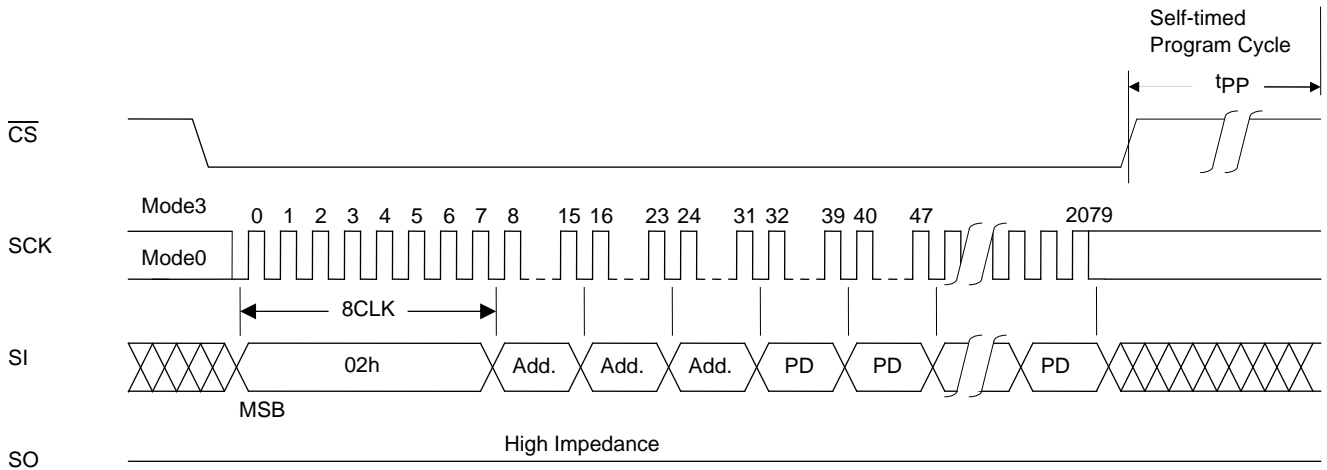 Self-timed
Program Cycle
tPP
CS
Mode3
0 1 2 3 4 5 6 7 8 15 16 23 24 31 32 39 40 47 2079
SCK
Mode0
8CLK
SI
02h Add. Add. Add. PD PD PD
MSB
High Impedance
SO